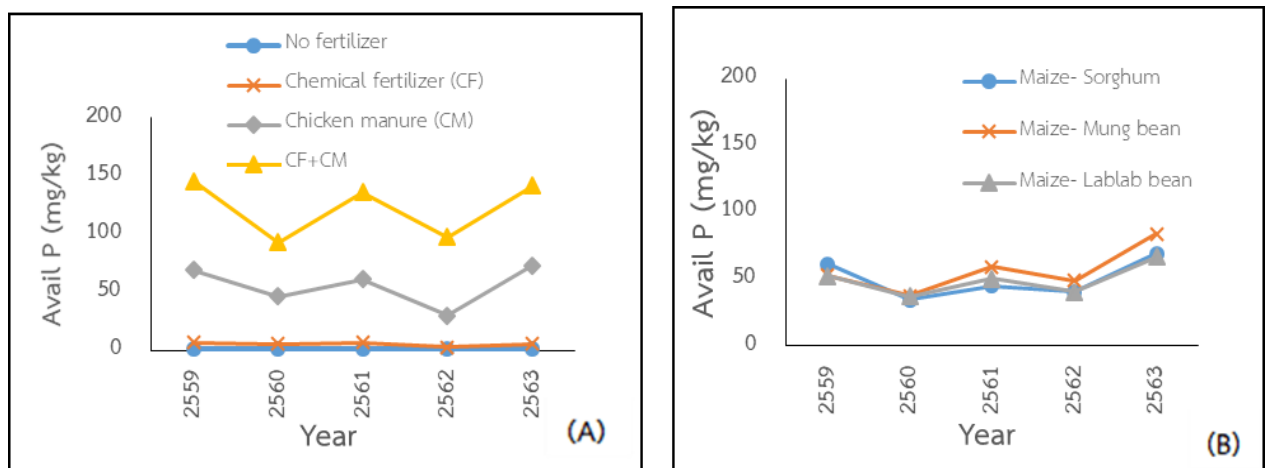 No fertilizer
Chemical fertilizer (CF)
Chicken manure (CM)
CF+CM
200
150
100
50
0
Avail P (mg/kg)
2559
2560
2561
2562
2563
Year
(A)
Maize- Sorghum
Maize- Mung bean
Maize- Lablab bean
200
150
100
50
0
Avail P (mg/kg)
2559
2560
2561
2562
2563
Year
(B)